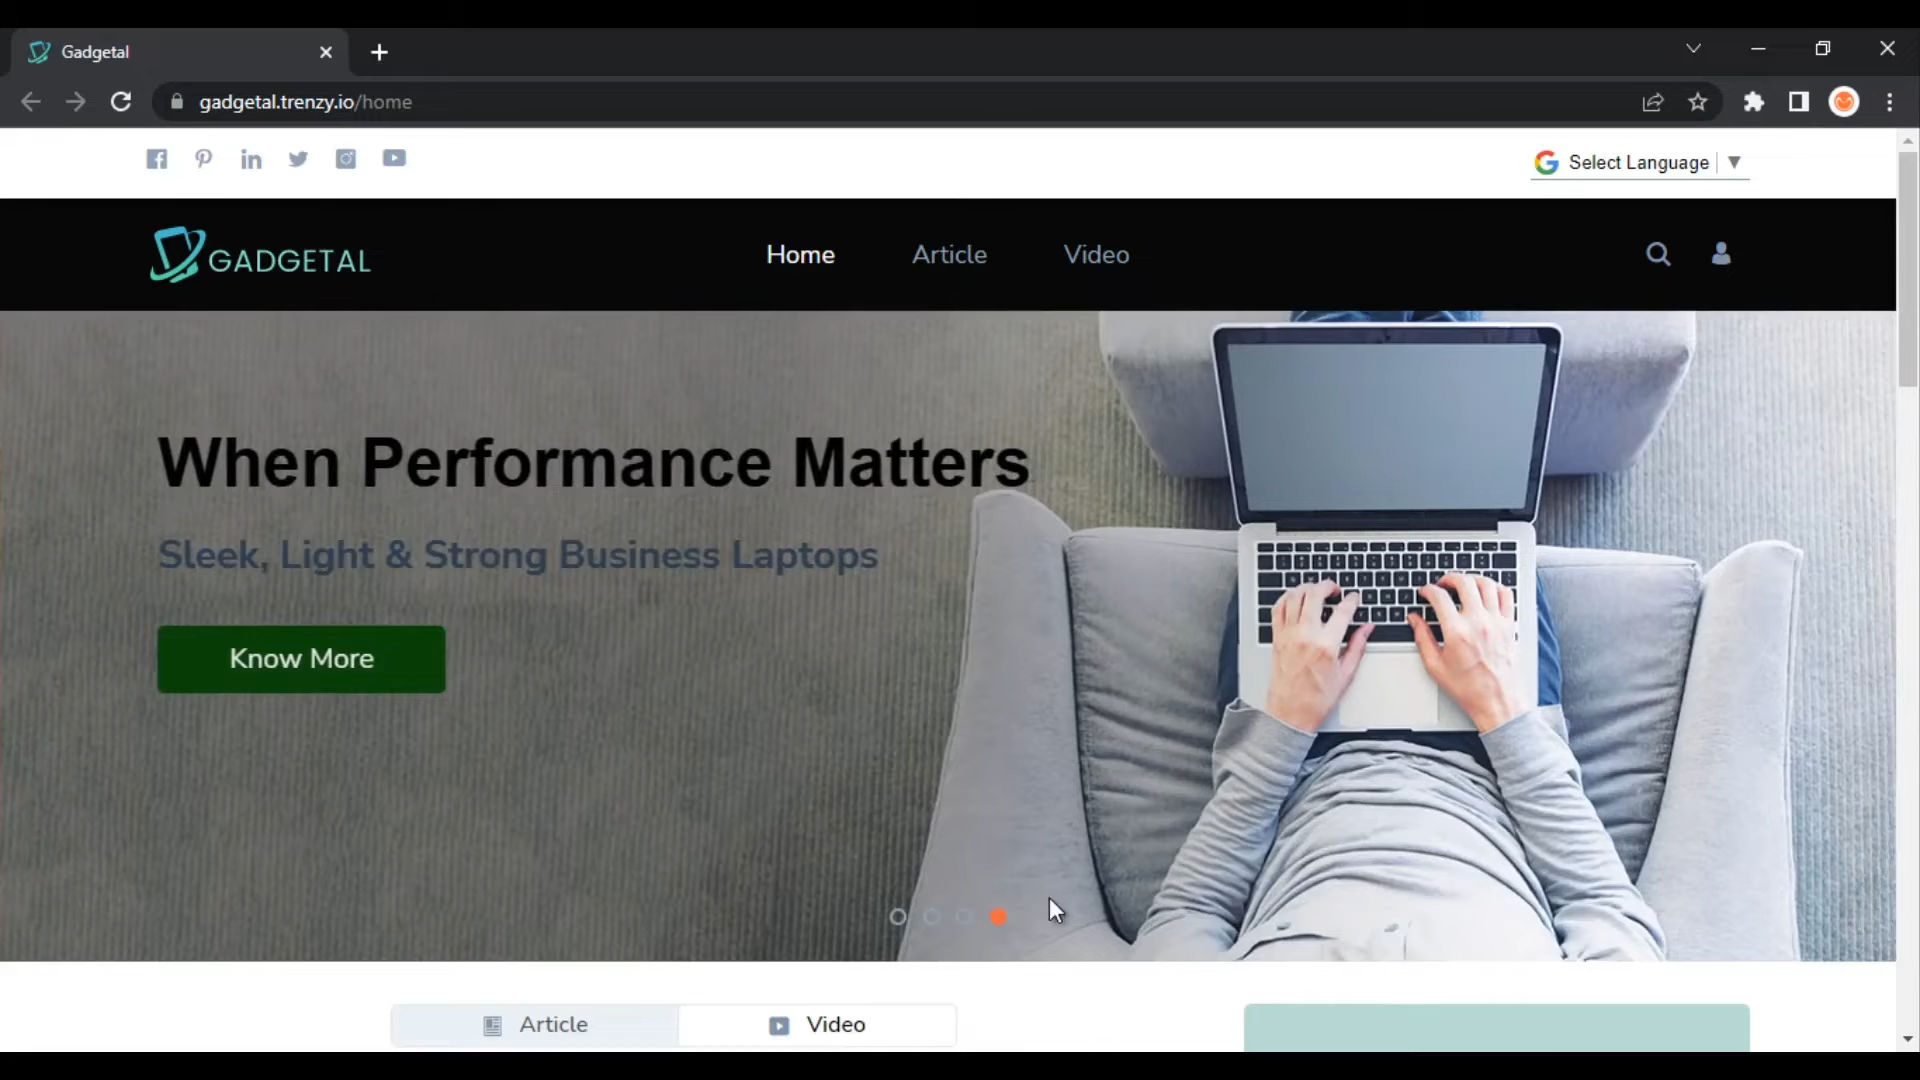 Gadgetal
gadgetal.trenzy.io/home
Select Language
GADGETAL
Home
Article
Video
When Performance Matters
Sleek, Light & Strong Business Laptops
Know More
Article
Video